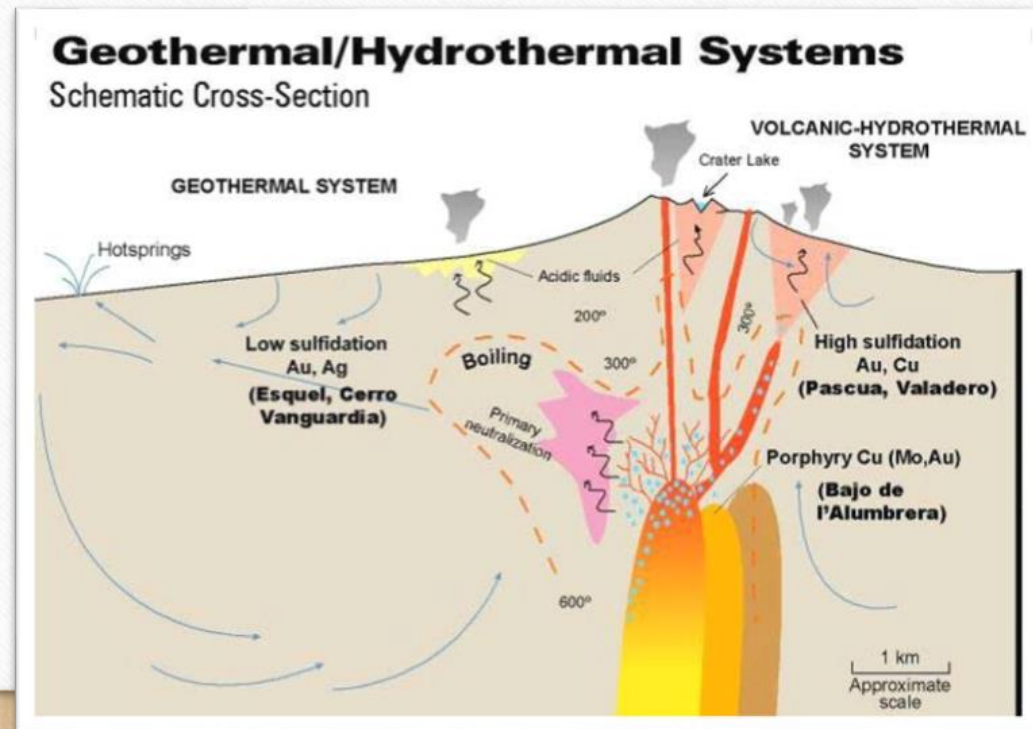 Geothermal/Hydrothermal Systems
Schematic Cross-Section
VOLCANIC-HYDROTHERMAL
SYSTEM
Crater Lake
GEOTHERMAL SYSTEM
Hotsprings
Acidic fluids
200°
300°
300°
Boiling
Low sulfidation
Au, Ag
(Esquel, Cerro
Vanguardia)
High sulfidation
Au, Cu
(Pascua, Valadero)
Primary
neutralization
Porphyry Cu (Mo,Au)
(Bajo de
l'Alumbrera)
600°
1 km
Approximate
scale